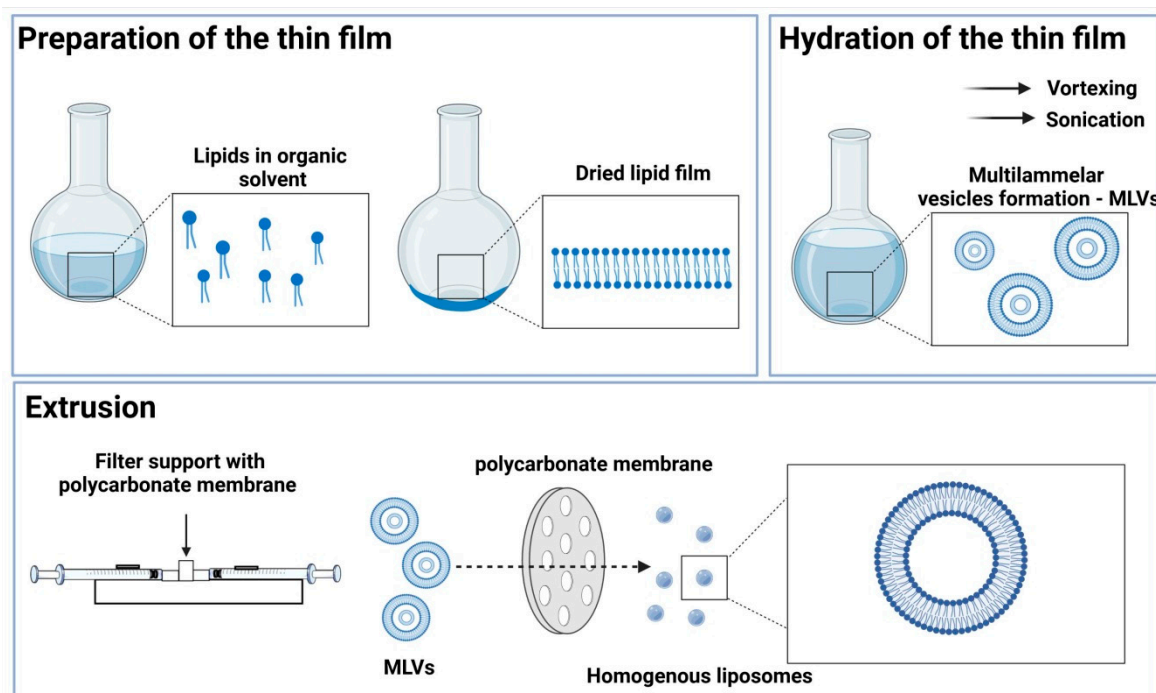 Preparation of the thin film
Lipids in organic
solvent
Dried lipid film
Hydration of the thin film
Vortexing
Sonication
Multilammelar
vesicles formation - MLVs
Extrusion
Filter support with
polycarbonate membrane
MLVs
polycarbonate membrane
Homogenous liposomes